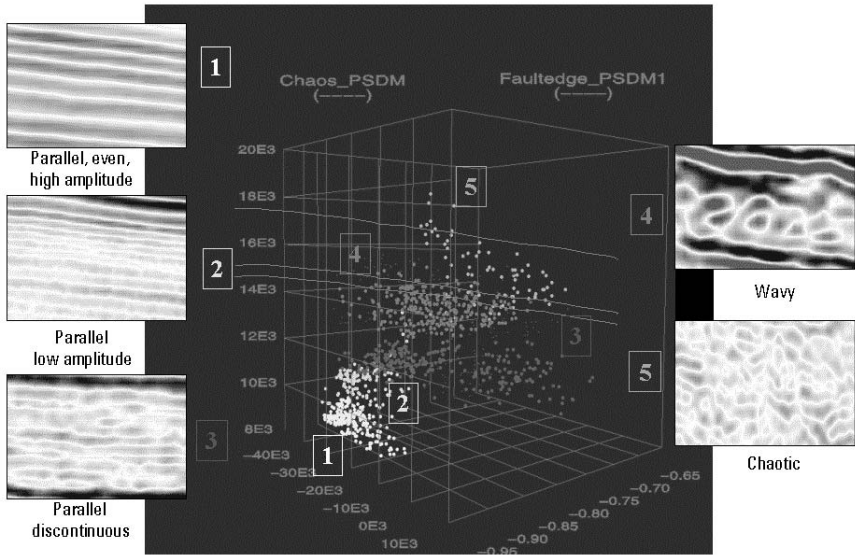 1
Parallel, even,
high amplitude
2
Parallel
low amplitude
3
Parallel
discontinuous
Chaos_PSDM
(————)
Faultedge_PSDM1
(————)
20E3
18E3
16E3
14E3
12E3
10E3
8E3
−40E3
−30E3
−20E3
−10E3
0E3
10E3
−0.95
−0.90
−0.85
−0.80
−0.75
−0.70
−0.65
5
4
3
2
1
4
Wavy
5
Chaotic